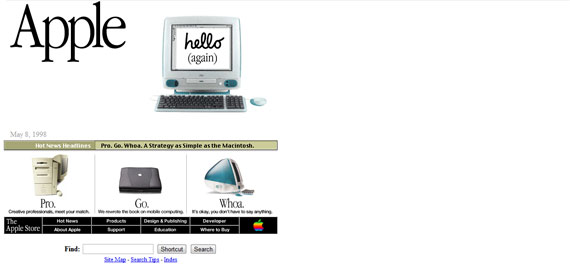 Apple
hello
(again)
May 8, 1998
Hot News Headlines Pro. Go. Whoa. A Strategy as Simple as the Macintosh.
Pro. Go. Whoa.
Creative professionals, meet your match. We rewrote the book on mobile computing. It's okay, you don't have to say anything.
The Apple Store
Hot News Products Design & Publishing Developer
About Apple Support Education Where to Buy
Find: Shortcut Search
Site Map - Search Tips - Index